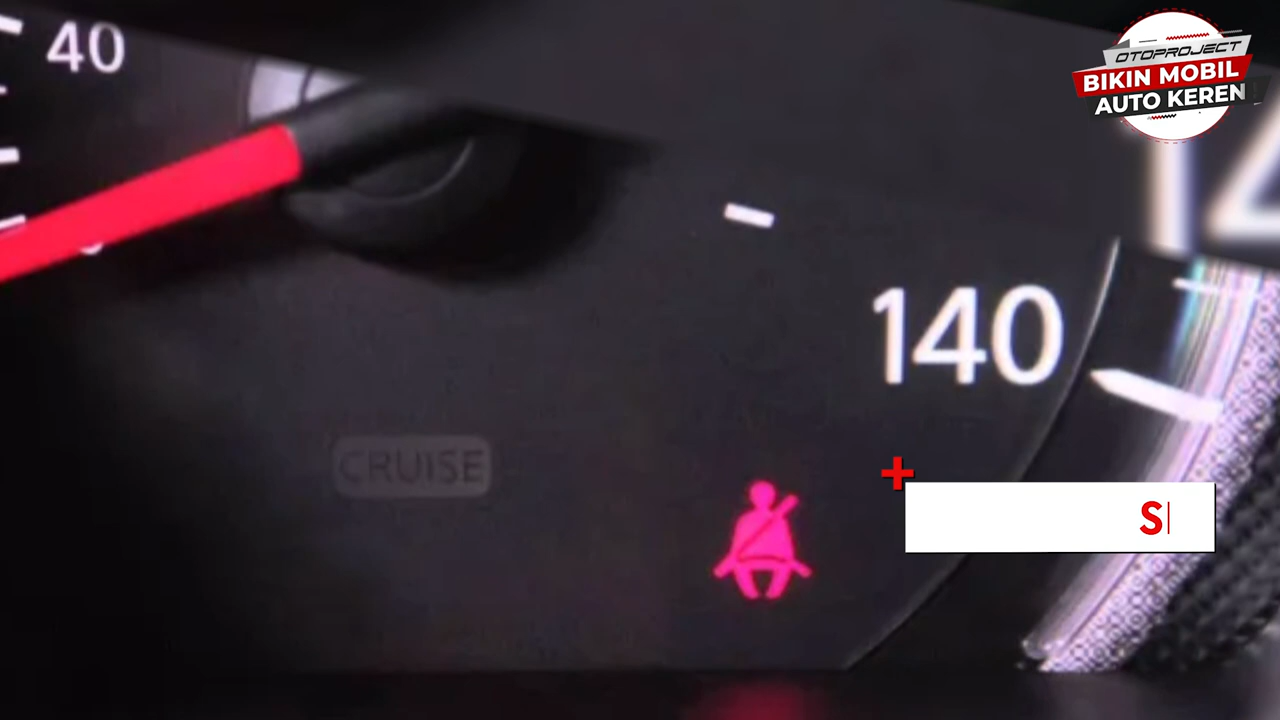 40
OTOPROJECT
BIKIN MOBIL
AUTO KEREN
140
CRUISE
S